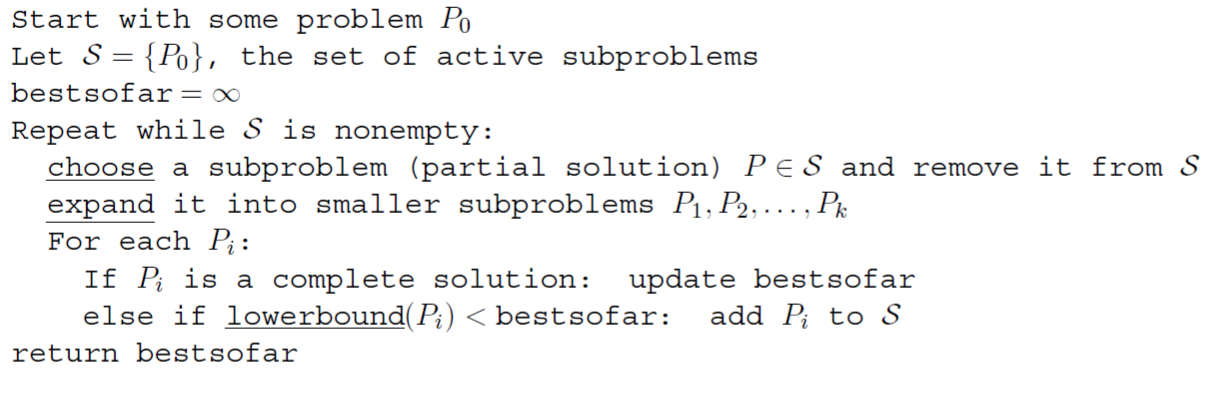 Start with some problem P₀
Let 𝒮 = {P₀}, the set of active subproblems
bestsofar = ∞
Repeat while 𝒮 is nonempty:
choose a subproblem (partial solution) P ∈ 𝒮 and remove it from 𝒮
expand it into smaller subproblems P₁, P₂, . . . , Pₖ
For each Pᵢ:
If Pᵢ is a complete solution: update bestsofar
else if lowerbound(Pᵢ) < bestsofar: add Pᵢ to 𝒮
return bestsofar